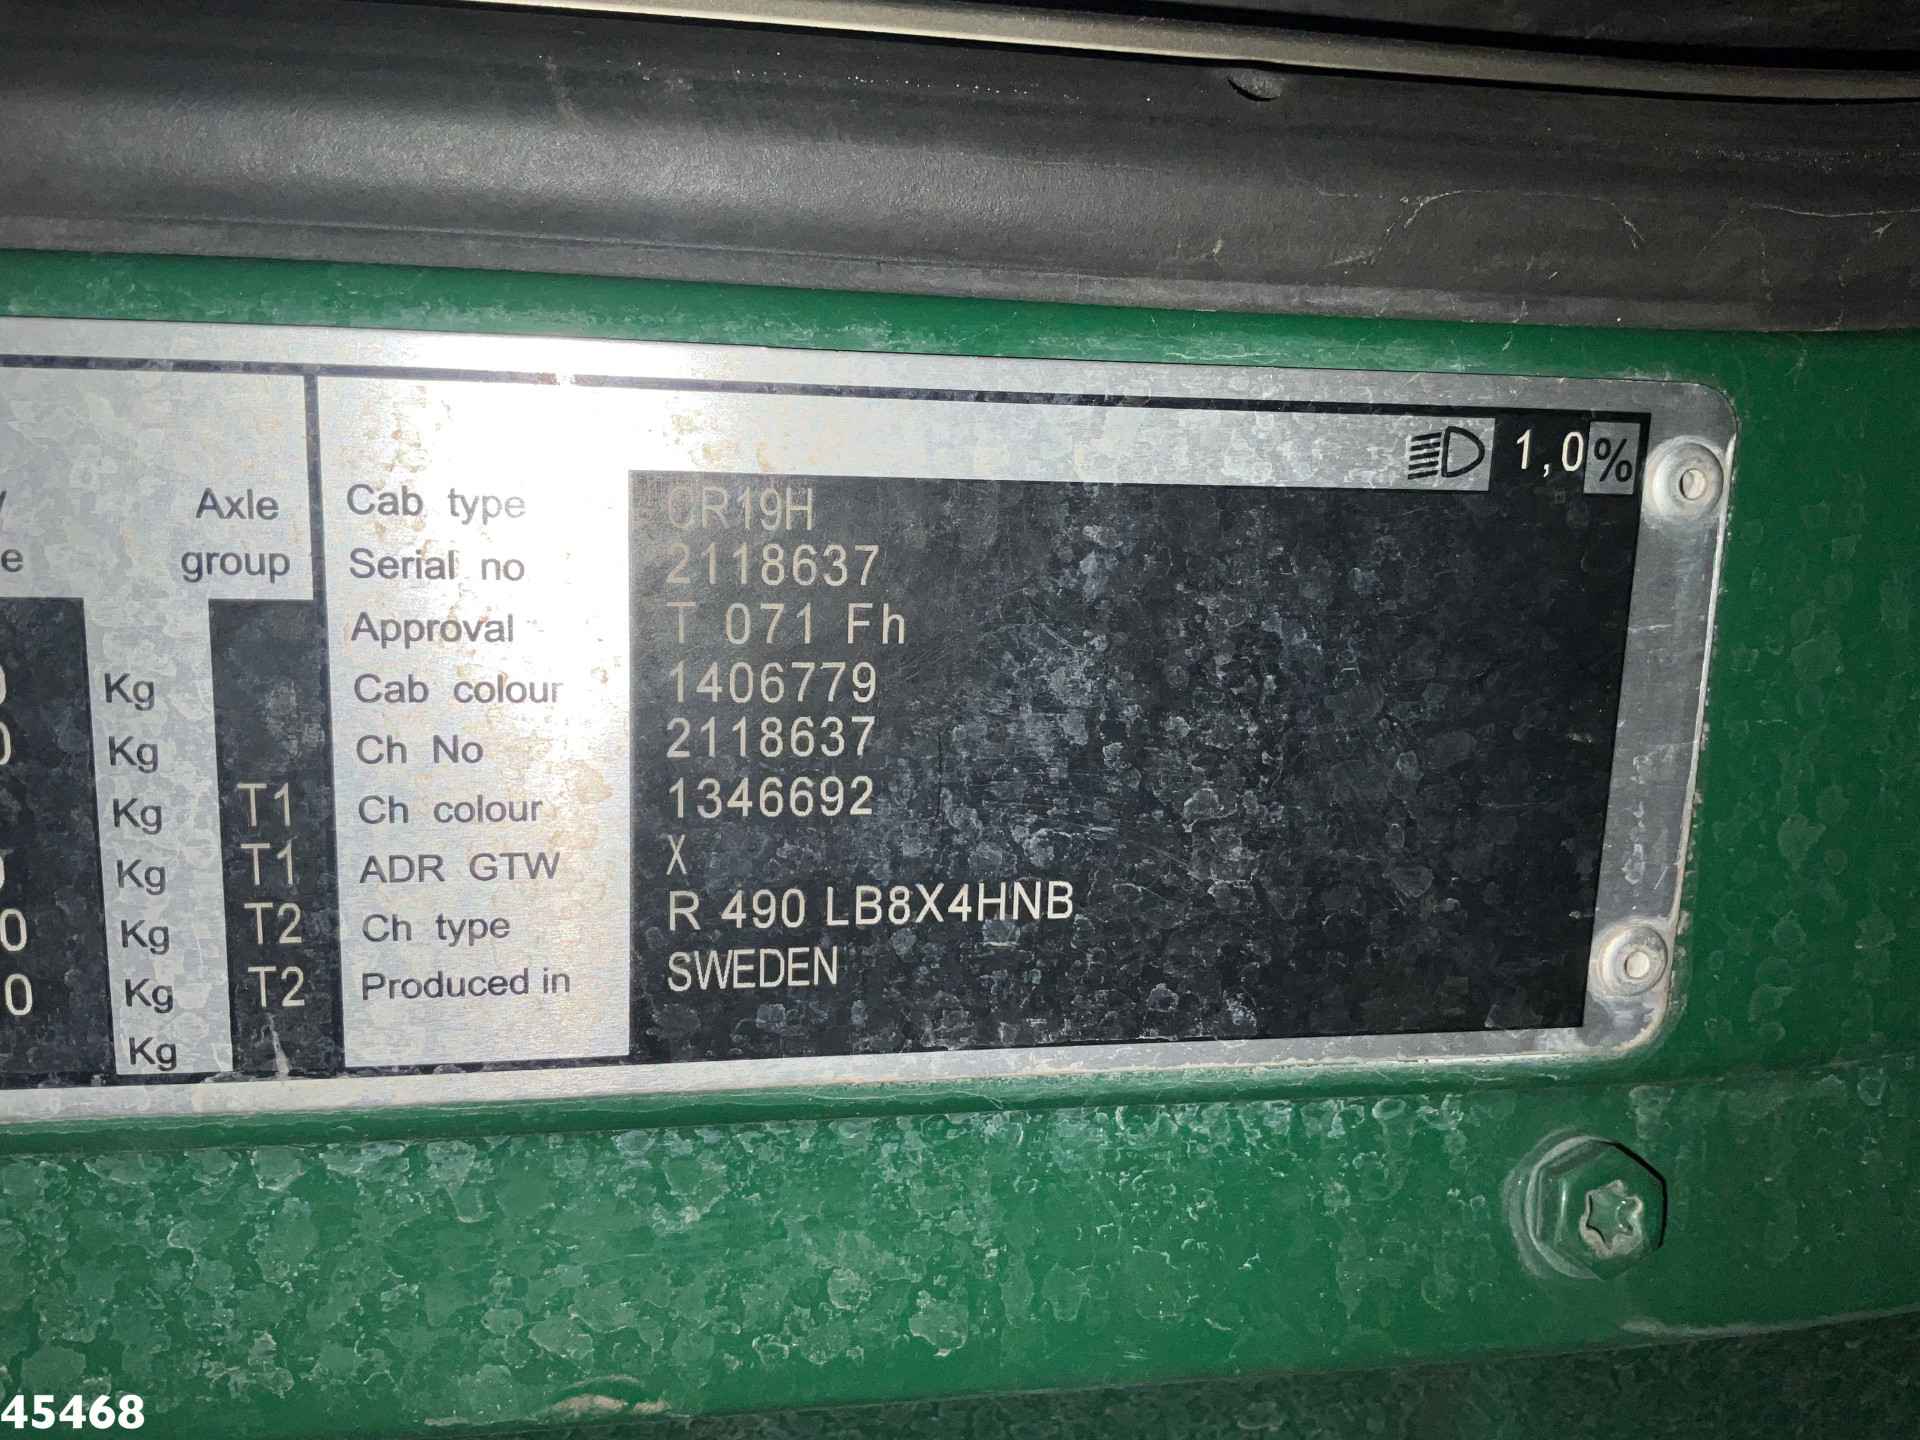 1,0 %
Axle
group
Cab type CR19H
Serial no 2118637
Approval T 071 Fh
Kg Cab colour 1406779
Kg Ch No 2118637
Kg T1 Ch colour 1346692
Kg T1 ADR GTW X
0 Kg T2 Ch type R 490 LB8X4HNB
0 Kg T2 Produced in SWEDEN
Kg
45468